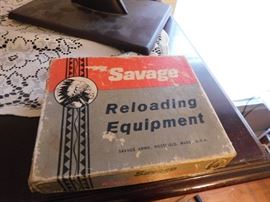 Savage
Reloading
Equipment
SAVAGE ARMS, WESTFIELD, MASS., U.S.A.